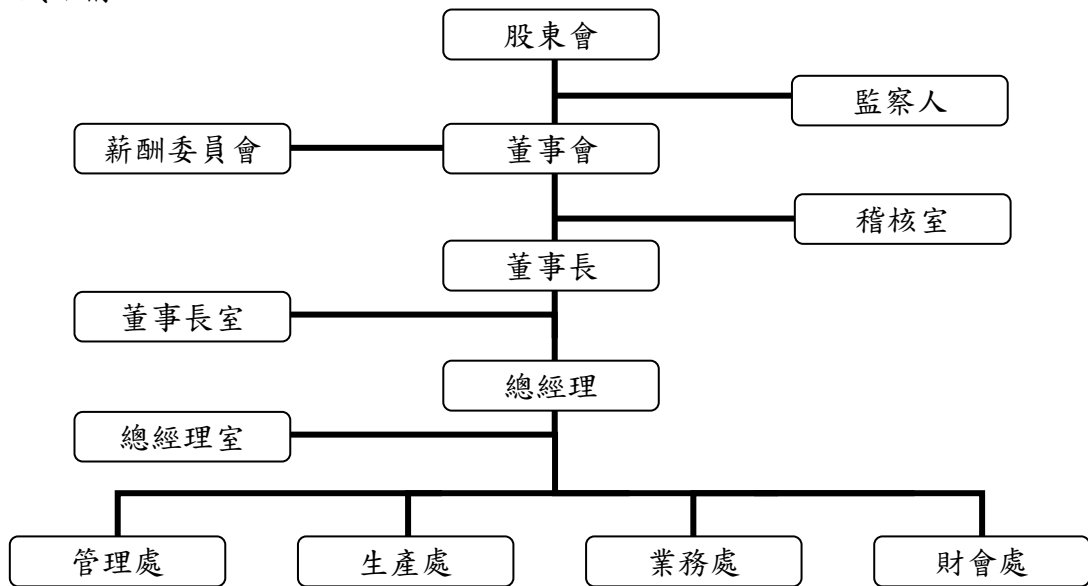 股東會
監察人
薪酬委員會
董事會
稽核室
董事長
董事長室
總經理
總經理室
管理處
生產處
業務處
財會處